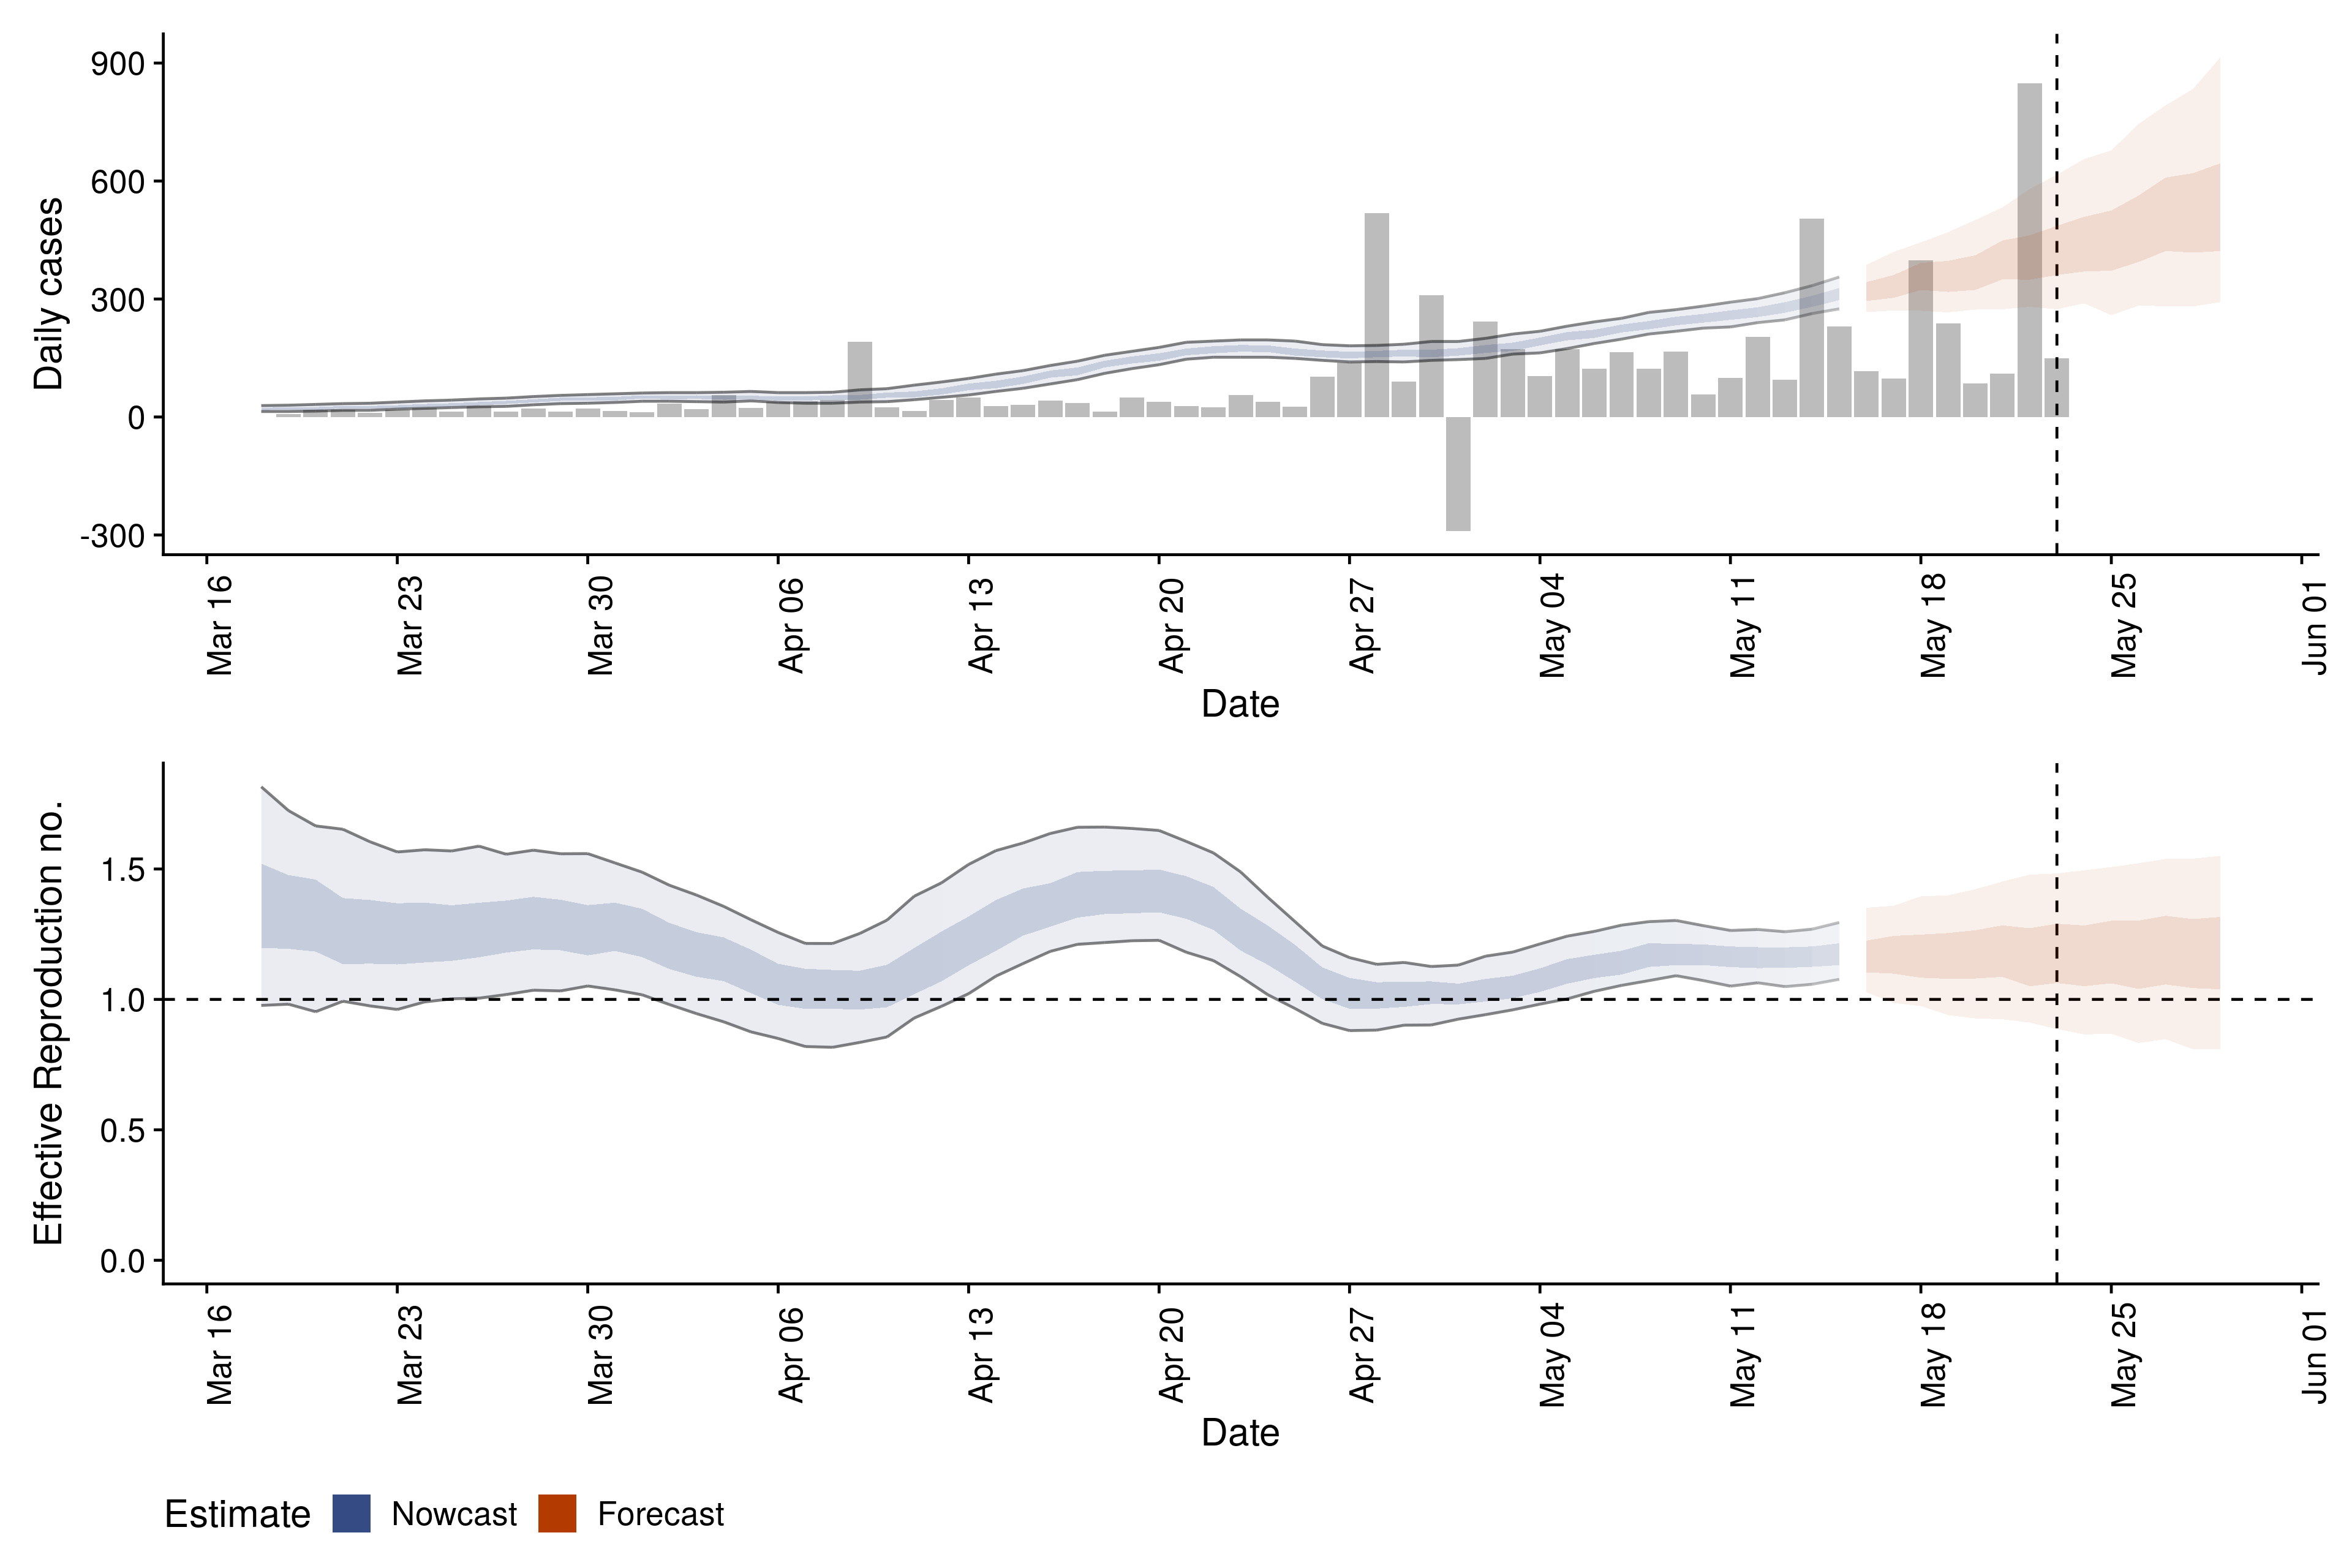 900
600
300
0
-300
Daily cases
Mar 16
Mar 23
Mar 30
Apr 06
Apr 13
Apr 20
Apr 27
May 04
May 11
May 18
May 25
Jun 01
Date
1.5
1.0
0.5
0.0
Effective Reproduction no.
Mar 16
Mar 23
Mar 30
Apr 06
Apr 13
Apr 20
Apr 27
May 04
May 11
May 18
May 25
Jun 01
Date
Estimate Nowcast Forecast